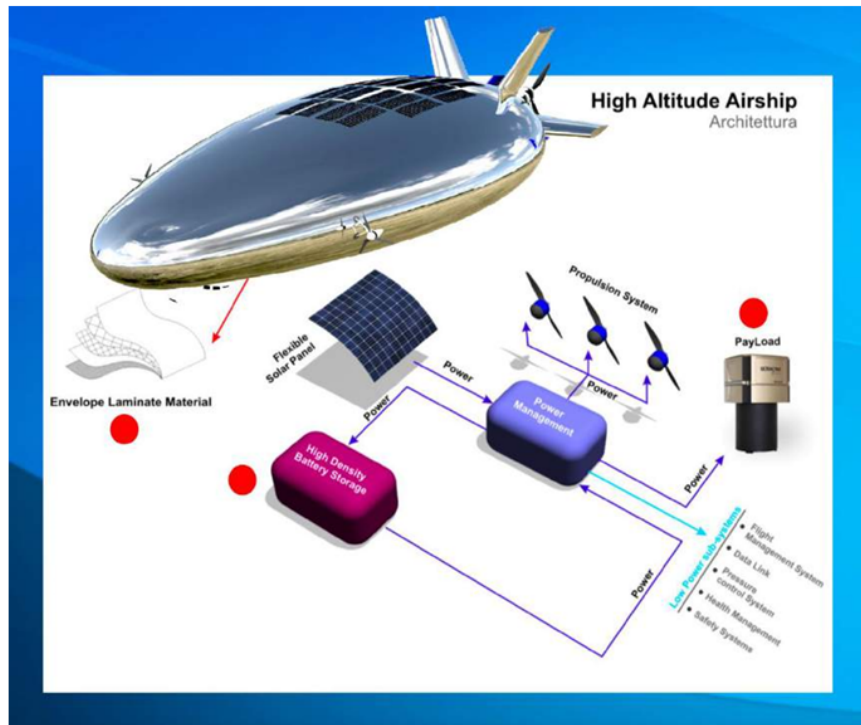 High Altitude Airship
Architettura
Propulsion System
PayLoad
Flexible
Solar Panel
Envelope Laminate Material
Power
Power
Power
Power
Management
High Density
Battery Storage
Power
Power
Low Power sub-systems
Flight
Management System
Data Link
Pressure
control System
Health Management
Safety Systems